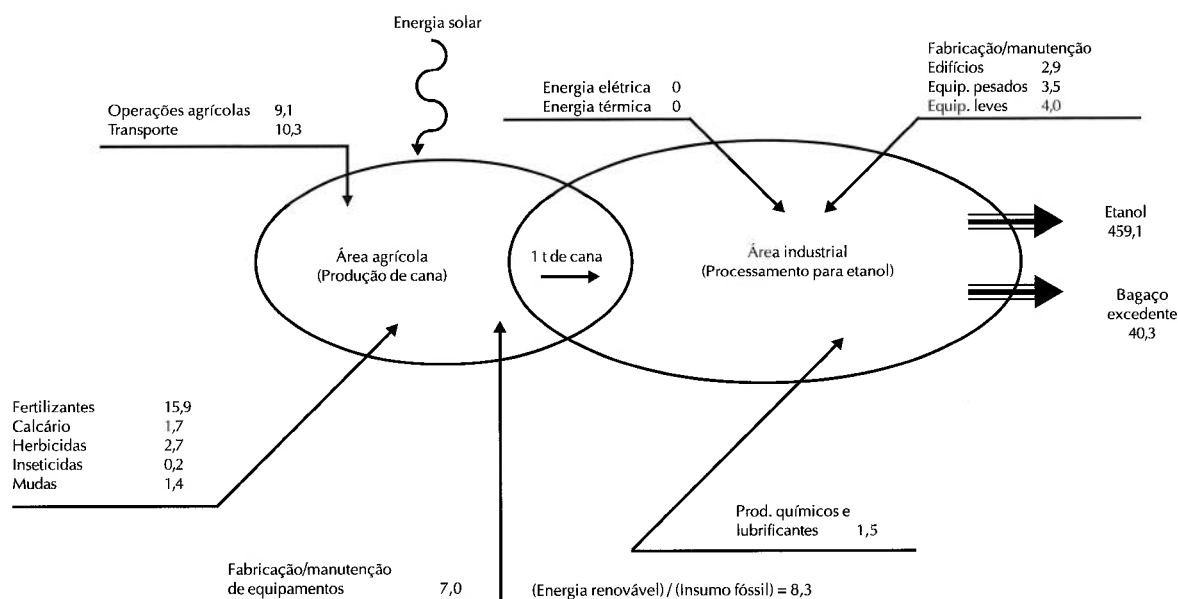 Energia solar
Operações agrícolas 9,1
Transporte 10,3
Energia elétrica 0
Energia térmica 0
Fabricação/manutenção
Edifícios 2,9
Equip. pesados 3,5
Equip. leves 4,0
Área agrícola
(Produção de cana)
1 t de cana
Área industrial
(Processamento para etanol)
Etanol
459,1
Bagaço
excedente
40,3
Fertilizantes 15,9
Calcário 1,7
Herbicidas 2,7
Inseticidas 0,2
Mudas 1,4
Prod. químicos e
lubrificantes 1,5
Fabricação/manutenção
de equipamentos 7,0
(Energia renovável) / (Insumo fóssil) = 8,3